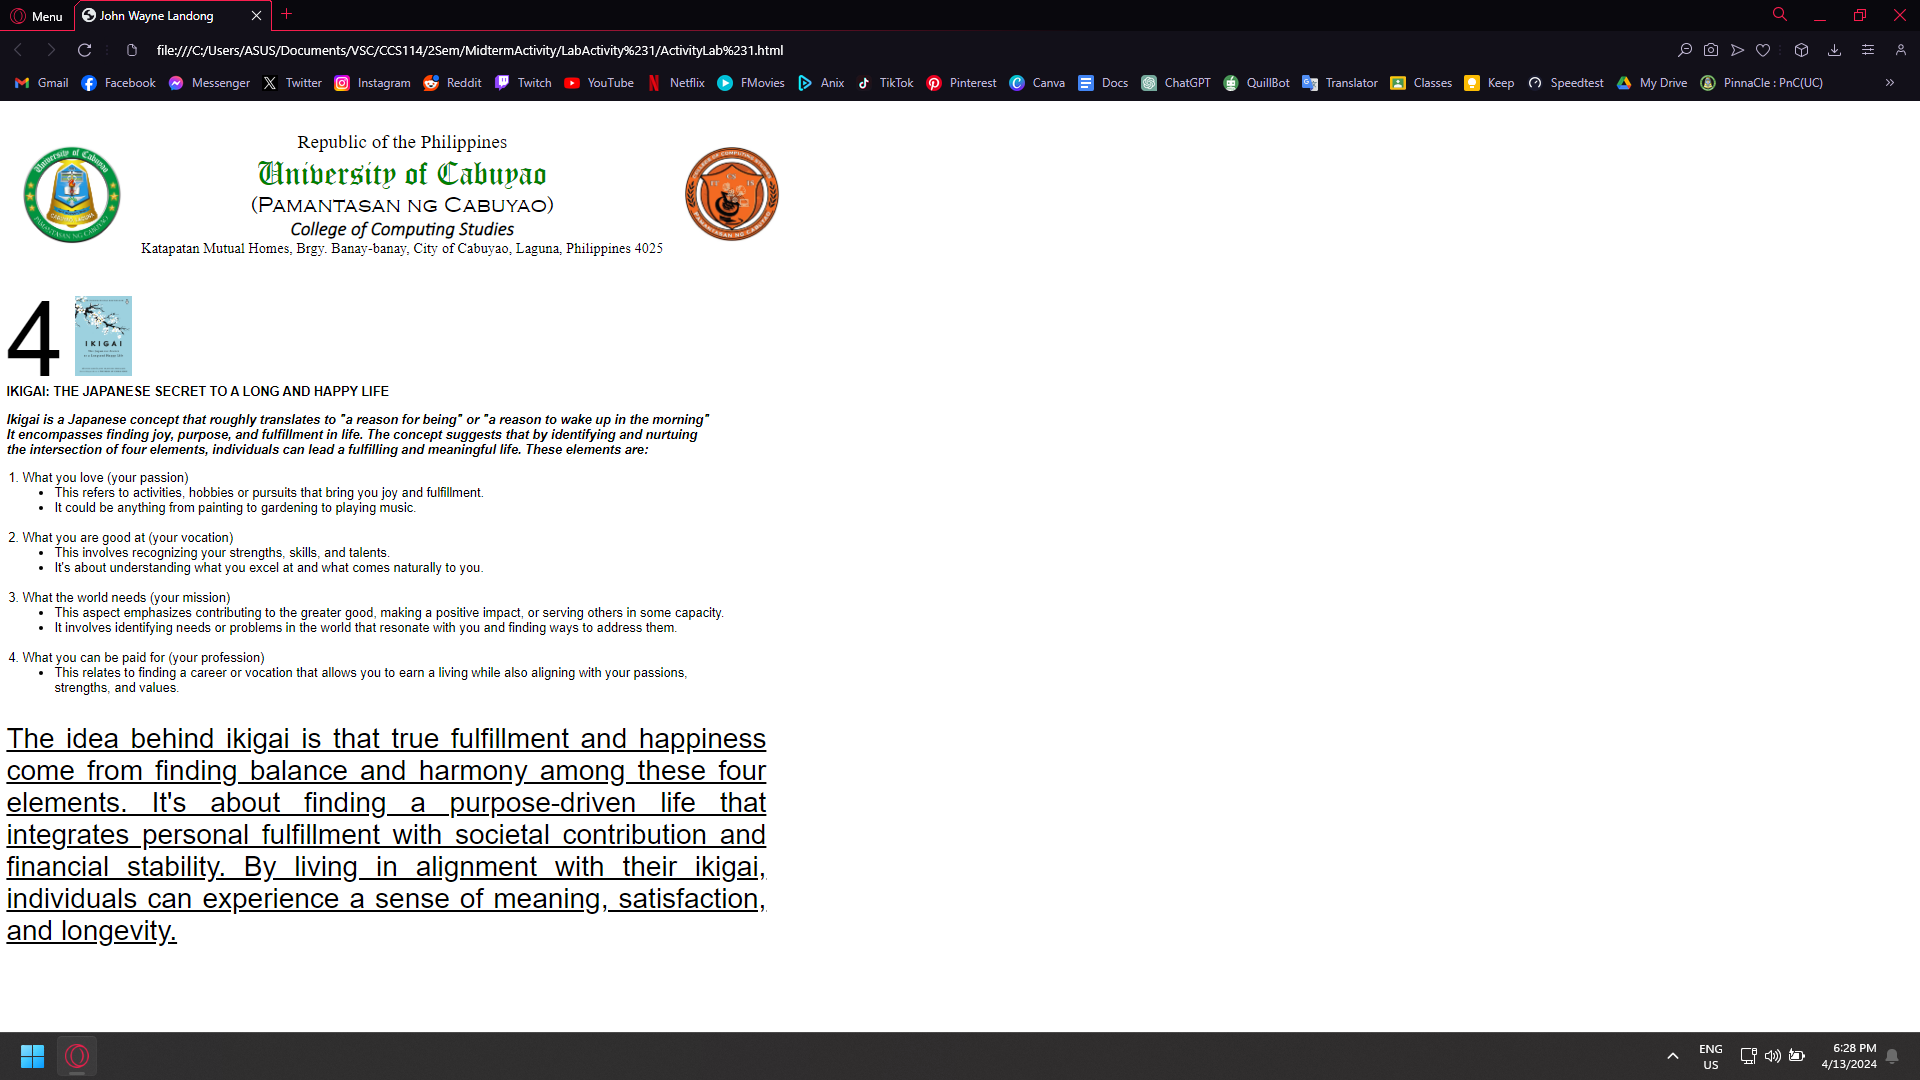 Menu
John Wayne Landong
file:///C:/Users/ASUS/Documents/VSC/CCS114/2Sem/MidtermActivity/LabActivity%231/ActivityLab%231.html
Gmail Facebook Messenger Twitter Instagram Reddit Twitch YouTube Netflix FMovies Anix TikTok Pinterest Canva Docs ChatGPT QuillBot Translator Classes Keep Speedtest My Drive PinnaCle : PnC(UC) »
Republic of the Philippines
University of Cabuyao
(Pamantasan ng Cabuyao)
College of Computing Studies
Katapatan Mutual Homes, Brgy. Banay-banay, City of Cabuyao, Laguna, Philippines 4025
4
IKIGAI
IKIGAI: THE JAPANESE SECRET TO A LONG AND HAPPY LIFE
Ikigai is a Japanese concept that roughly translates to "a reason for being" or "a reason to wake up in the morning"
It encompasses finding joy, purpose, and fulfillment in life. The concept suggests that by identifying and nurtuing
the intersection of four elements, individuals can lead a fulfilling and meaningful life. These elements are:
1. What you love (your passion)
• This refers to activities, hobbies or pursuits that bring you joy and fulfillment.
• It could be anything from painting to gardening to playing music.
2. What you are good at (your vocation)
• This involves recognizing your strengths, skills, and talents.
• It's about understanding what you excel at and what comes naturally to you.
3. What the world needs (your mission)
• This aspect emphasizes contributing to the greater good, making a positive impact, or serving others in some capacity.
• It involves identifying needs or problems in the world that resonate with you and finding ways to address them.
4. What you can be paid for (your profession)
• This relates to finding a career or vocation that allows you to earn a living while also aligning with your passions,
strengths, and values.
The idea behind ikigai is that true fulfillment and happiness
come from finding balance and harmony among these four
elements. It's about finding a purpose-driven life that
integrates personal fulfillment with societal contribution and
financial stability. By living in alignment with their ikigai,
individuals can experience a sense of meaning, satisfaction,
and longevity.
ENG
US
6:28 PM
4/13/2024